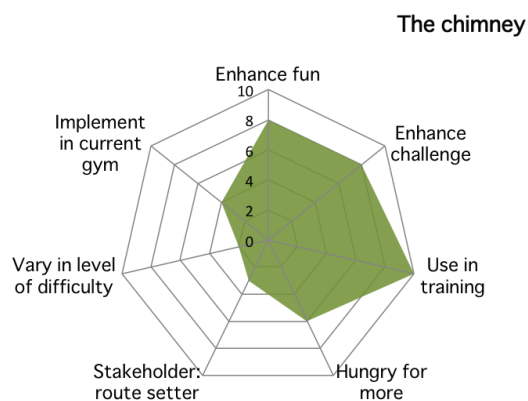 The chimney
Enhance fun
10
8
6
4
2
0
Enhance
challenge
Use in
training
Hungry for
more
Stakeholder:
route setter
Vary in level
of difficulty
Implement
in current
gym